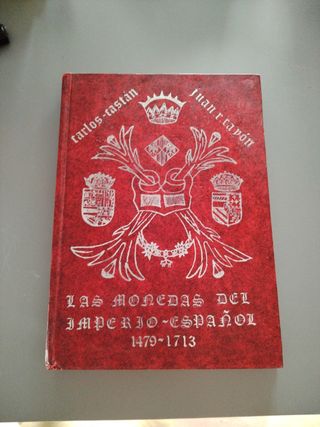 carlos-castán
juan r. cayón
LAS MONEDAS DEL
IMPERIO-ESPAÑOL
1479-1713